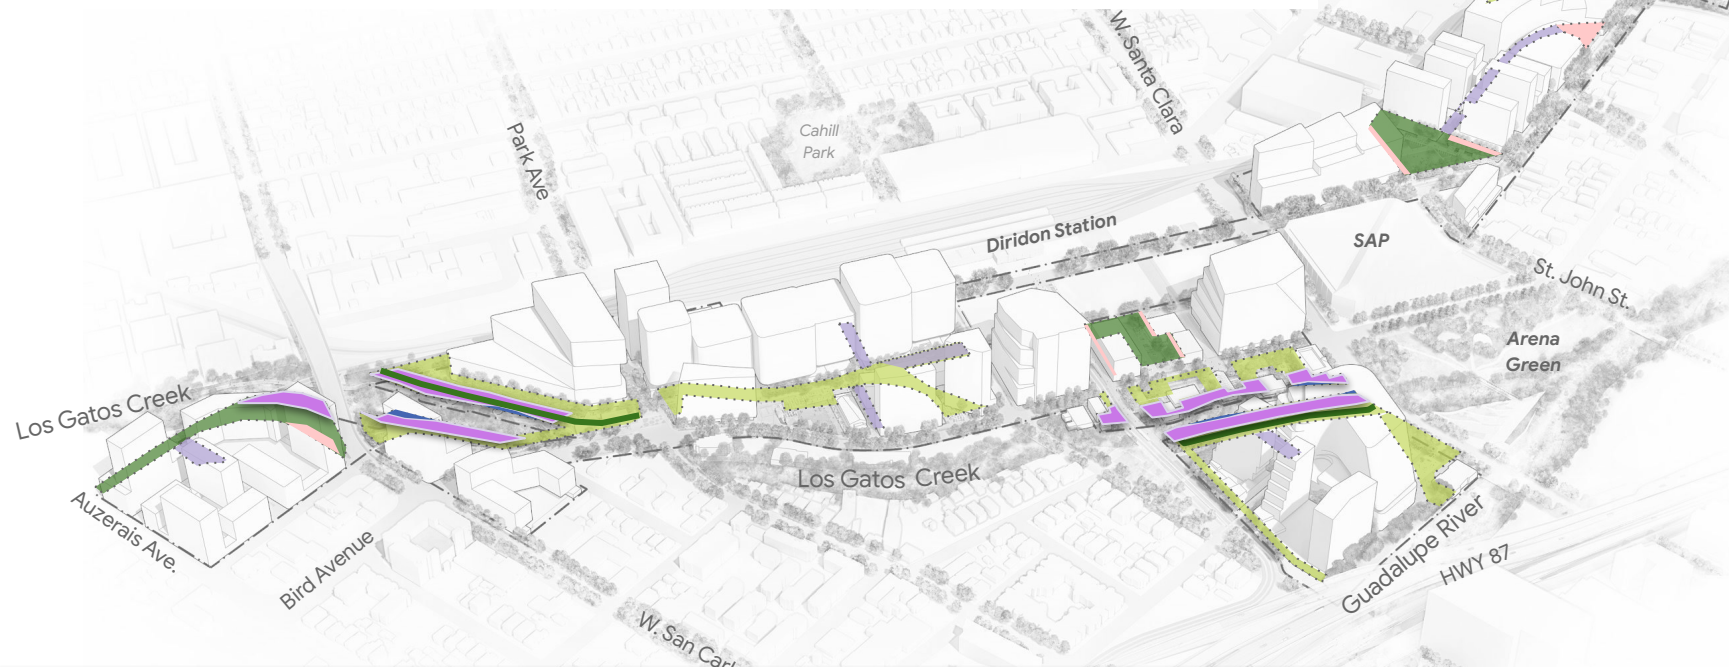 W. Santa Clara
Park Ave
Cahill
Park
Diridon Station
SAP
St. John St.
Arena
Green
Los Gatos Creek
Los Gatos Creek
Auzerais Ave.
Bird Avenue
Guadalupe River
HWY 87
W. San Carl